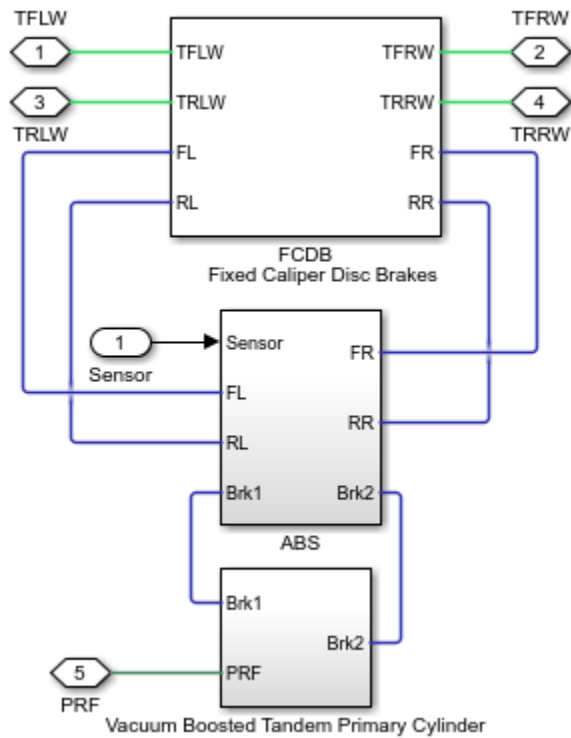 TFLW TFRW
1 TFLW TFRW 2
3 TRLW TRRW 4
TRLW TRRW
FL FR
RL RR
FCDB
Fixed Caliper Disc Brakes
1 Sensor FR
Sensor
FL
RR
RL
Brk1 Brk2
ABS
Brk1
Brk2
5 PRF
PRF
Vacuum Boosted Tandem Primary Cylinder